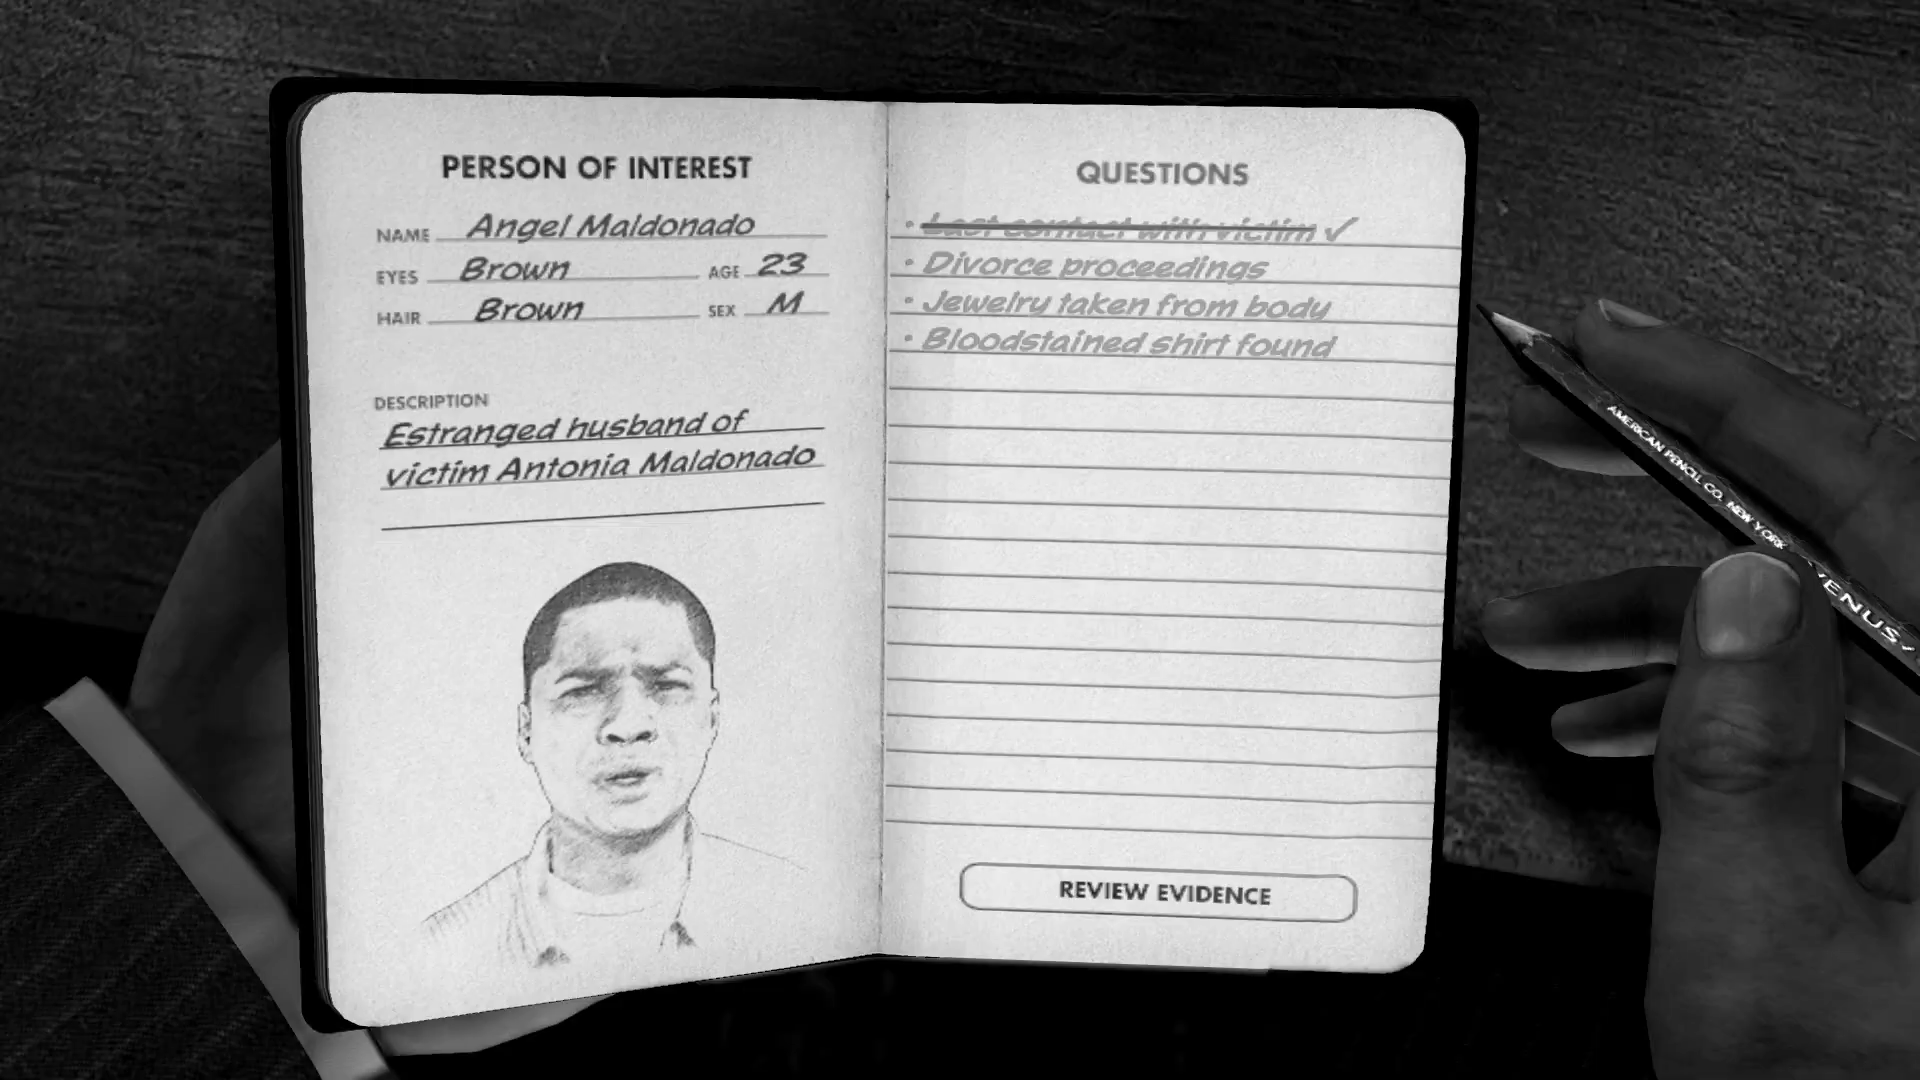 PERSON OF INTEREST
NAME Angel Maldonado
EYES Brown AGE 23
HAIR Brown SEX M
DESCRIPTION
Estranged husband of
victim Antonia Maldonado
QUESTIONS
• Last contact with victim ✓
• Divorce proceedings
• Jewelry taken from body
• Bloodstained shirt found
REVIEW EVIDENCE
AMERICAN PENCIL CO. NEW YORK VENUS